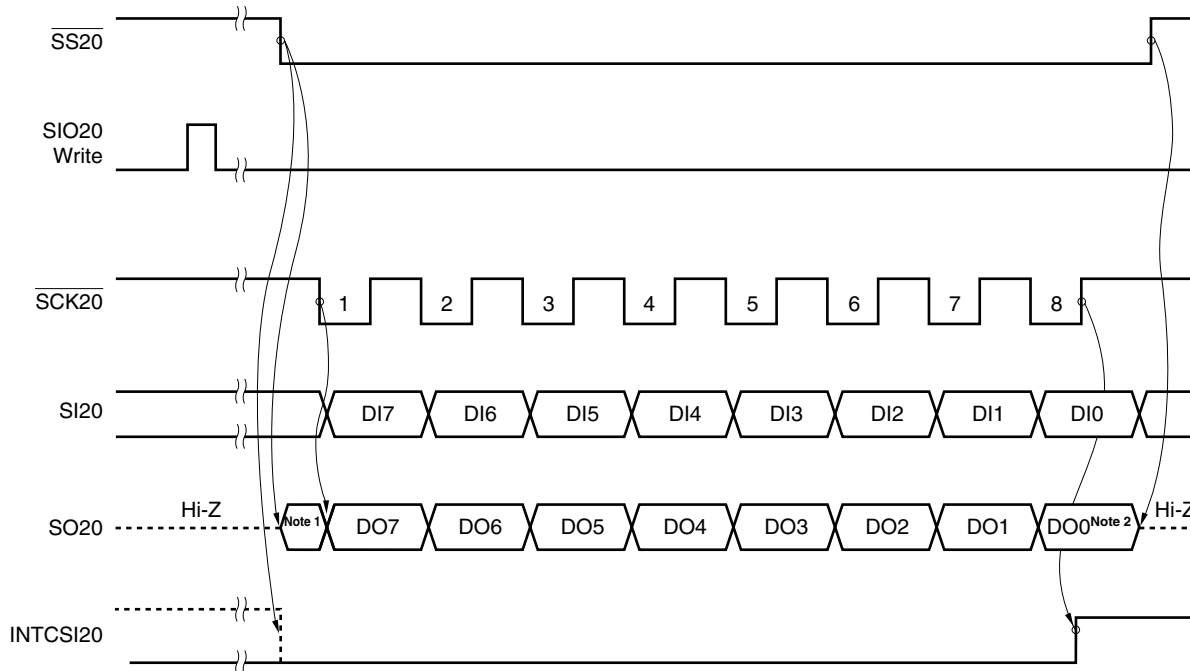 SS20
SIO20
Write
SCK20
1 2 3 4 5 6 7 8
SI20
DI7 DI6 DI5 DI4 DI3 DI2 DI1 DI0
SO20
Hi-Z
Note 1 DO7 DO6 DO5 DO4 DO3 DO2 DO1 DO0 Note 2
Hi-Z
INTCSI20